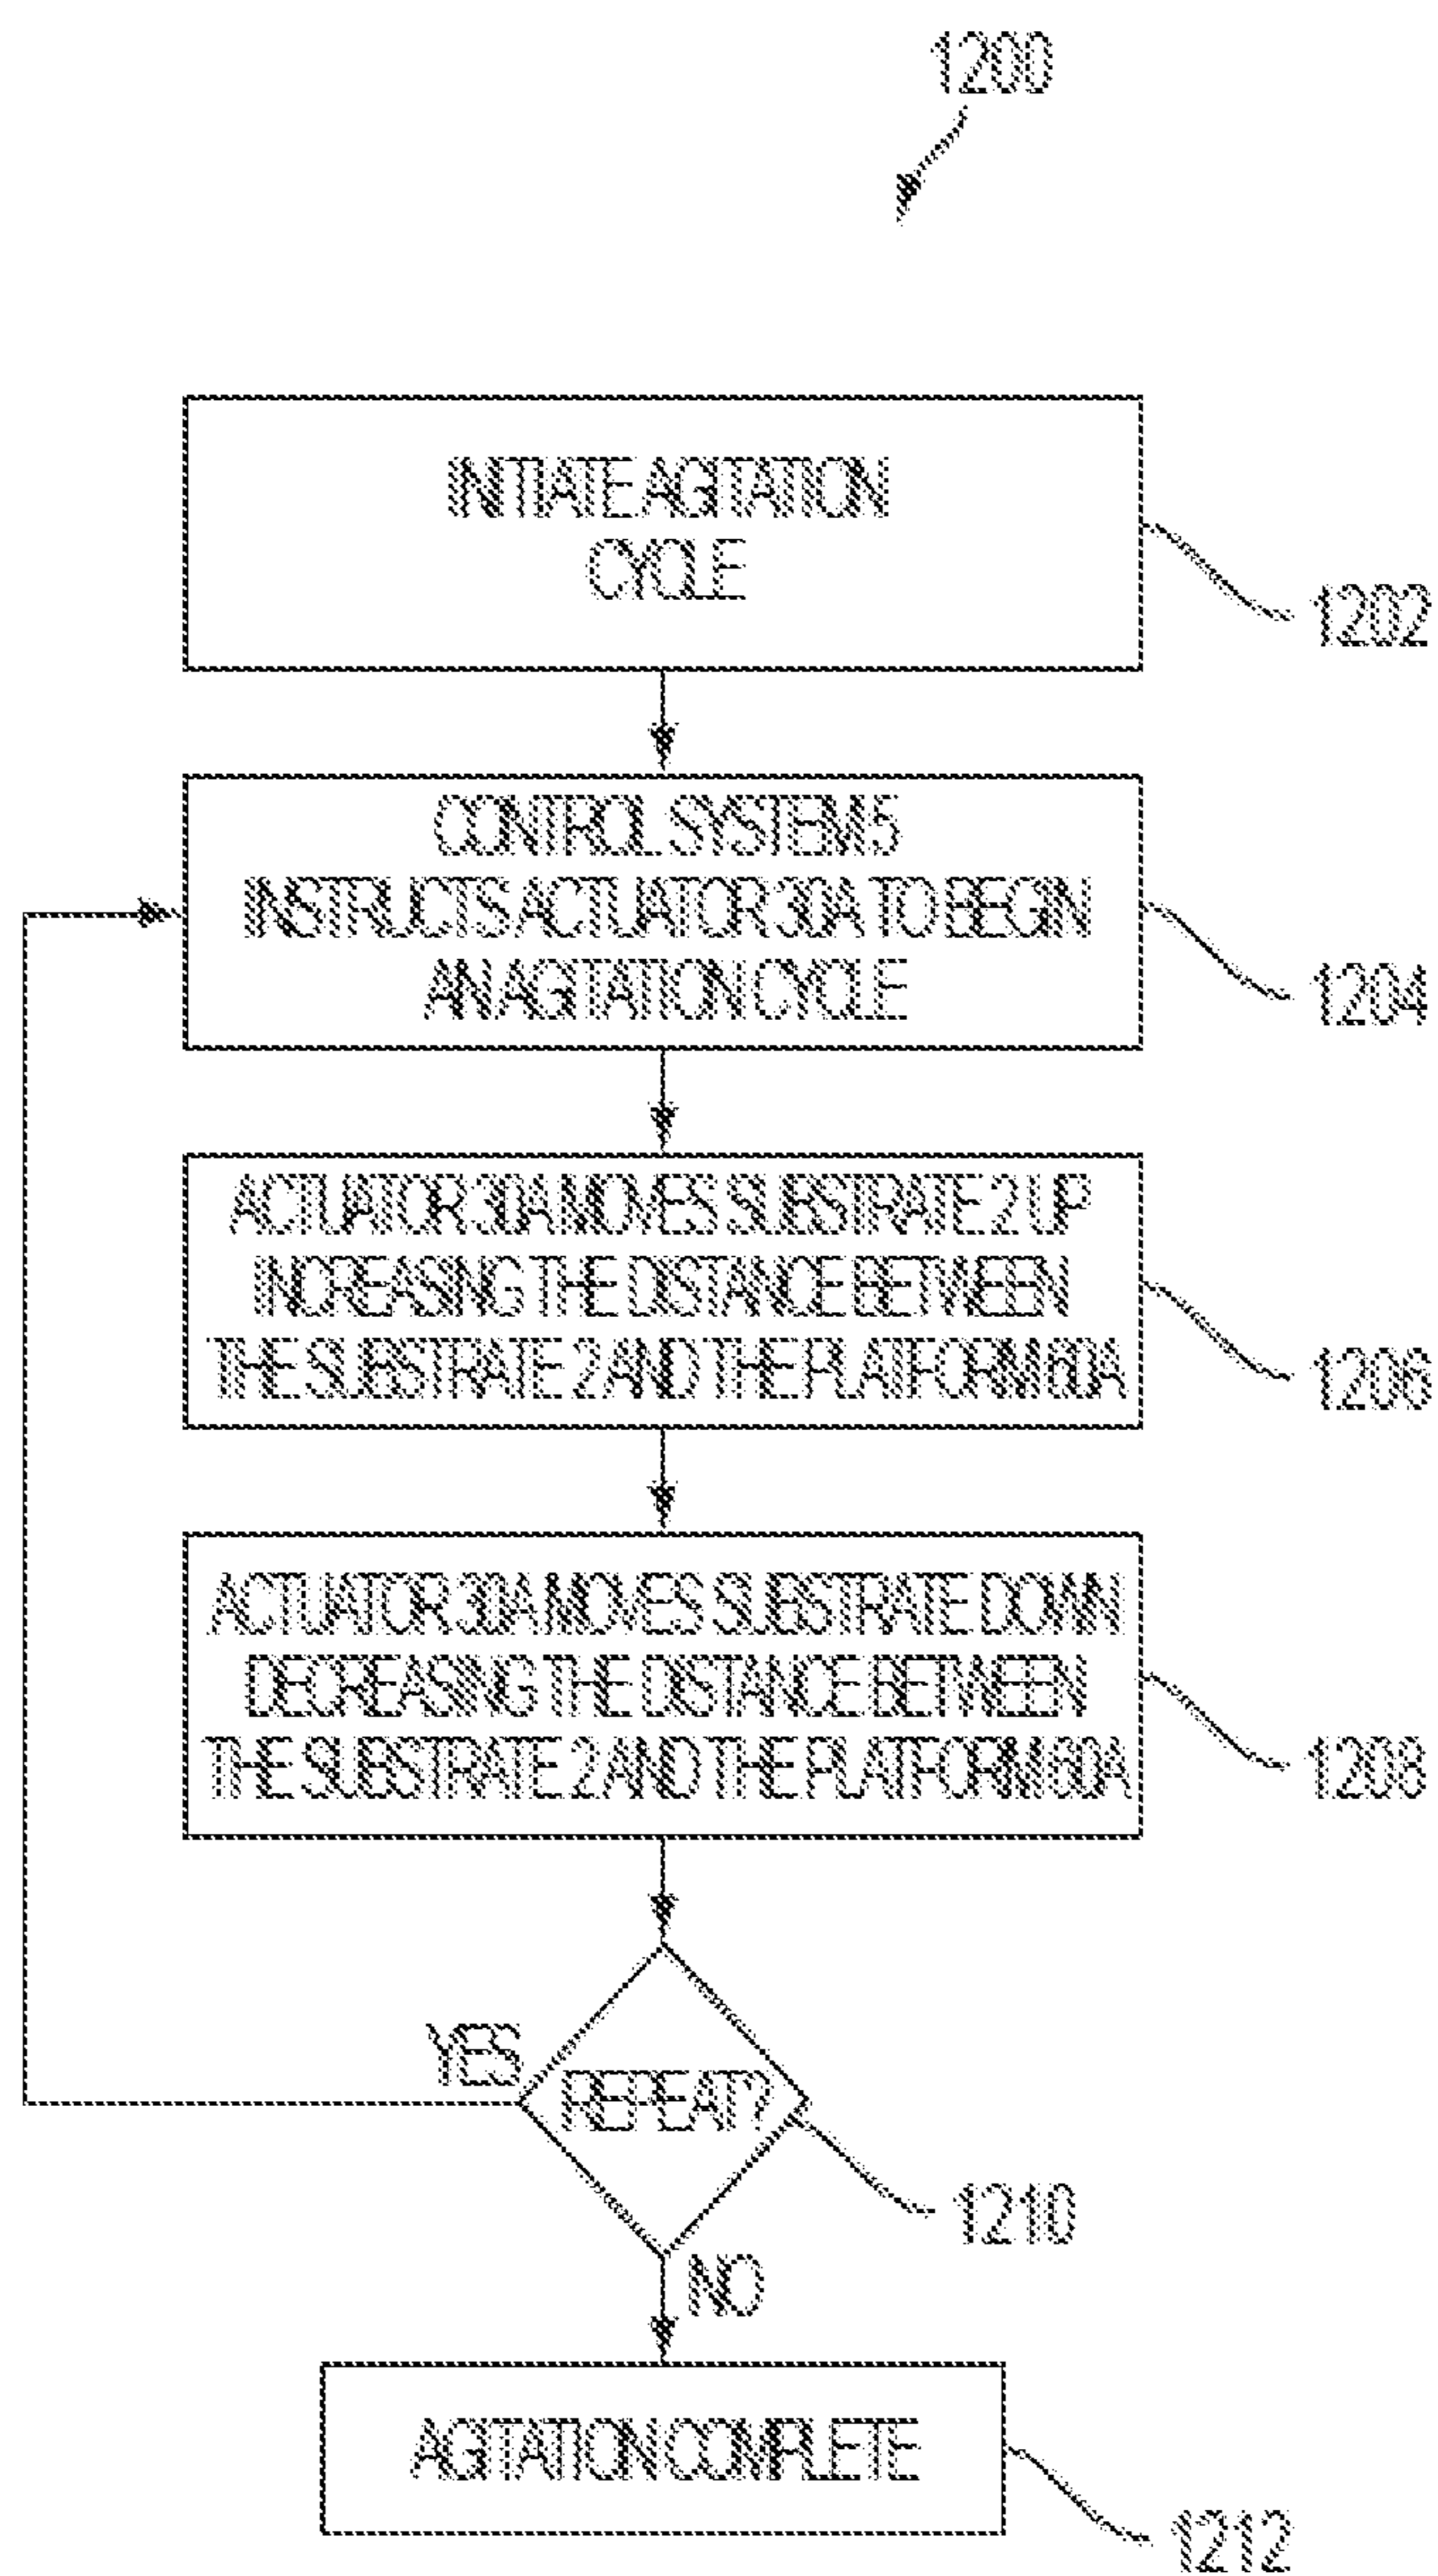 1200
INITIATE AGITATION
CYCLE
1202
CONTROL SYSTEM 5
INSTRUCTS ACTUATOR 30A TO BEGIN
AN AGITATION CYCLE
1204
ACTUATOR 30A MOVES SUBSTRATE 2 UP
INCREASING THE DISTANCE BETWEEN
THE SUBSTRATE 2 AND THE PLATFORM 60A
1206
ACTUATOR 30A MOVES SUBSTRATE DOWN
DECREASING THE DISTANCE BETWEEN
THE SUBSTRATE 2 AND THE PLATFORM 60A
1208
YES
REPEAT?
1210
NO
AGITATION COMPLETE
1212